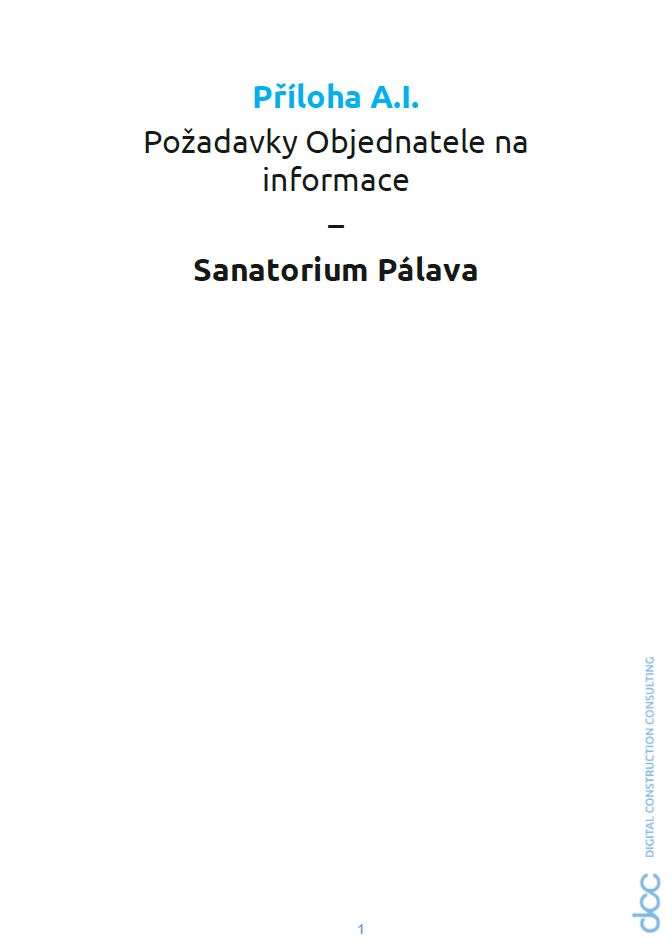 Příloha A.I.
Požadavky Objednatele na
informace
–
Sanatorium Pálava
DIGITAL CONSTRUCTION CONSULTING
dcc
1